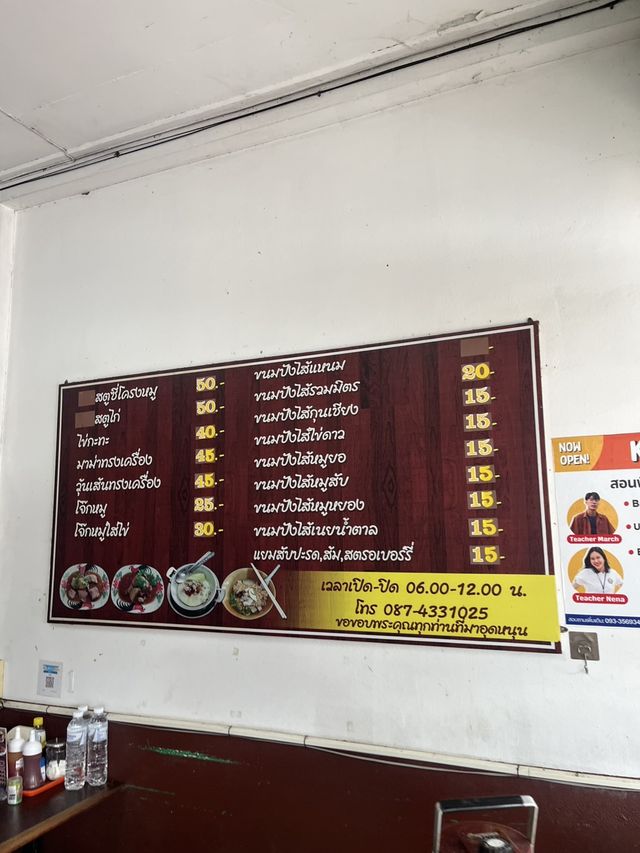 สตูซี่โครงหมู 50.-
สตูไก่ 50.-
ไข่กะทะ 40.-
มาม่าทรงเครื่อง 45.-
วุ้นเส้นทรงเครื่อง 45.-
โจ๊กหมู 25.-
โจ๊กหมูใส่ไข่ 30.-
ขนมปังไส้แหนม
ขนมปังไส้รวมมิตร 20.-
ขนมปังไส้กุนเชียง 15.-
ขนมปังไส้ไข่ดาว 15.-
ขนมปังไส้หมูยอ 15.-
ขนมปังไส้หมูสับ 15.-
ขนมปังไส้หมูหยอง 15.-
ขนมปังไส้เนยน้ำตาล 15.-
แยมสับปะรด,ส้ม,สตรอเบอร์รี่ 15.-
เวลาเปิด-ปิด 06.00-12.00 น.
โทร 087-4331025
ขอขอบพระคุณทุกท่านที่มาอุดหนุน
NOW OPEN!
Teacher March
Teacher Nena